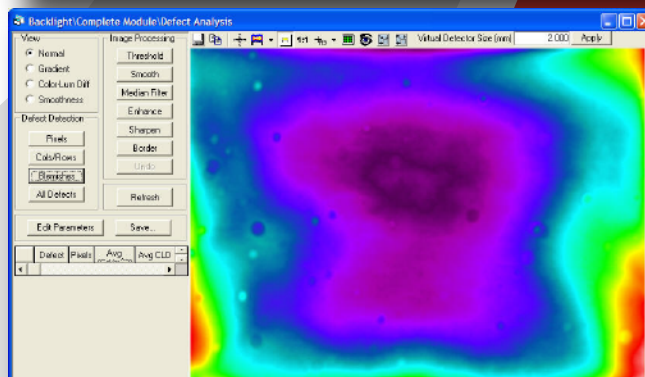 Backlight\Complete Module\Defect Analysis
View
Normal
Gradient
Color-Lum Diff
Smoothness
Image Processing
Threshold
Smooth
Median Filter
Enhance
Sharpen
Border
Undo
Defect Detection
Pixels
Cols/Rows
Blemishes
All Defects
Refresh
Edit Parameters
Save...
Defect Pixels Avg Avg CLD
1:1 Virtual Detector Size (mm) 2.000 Apply